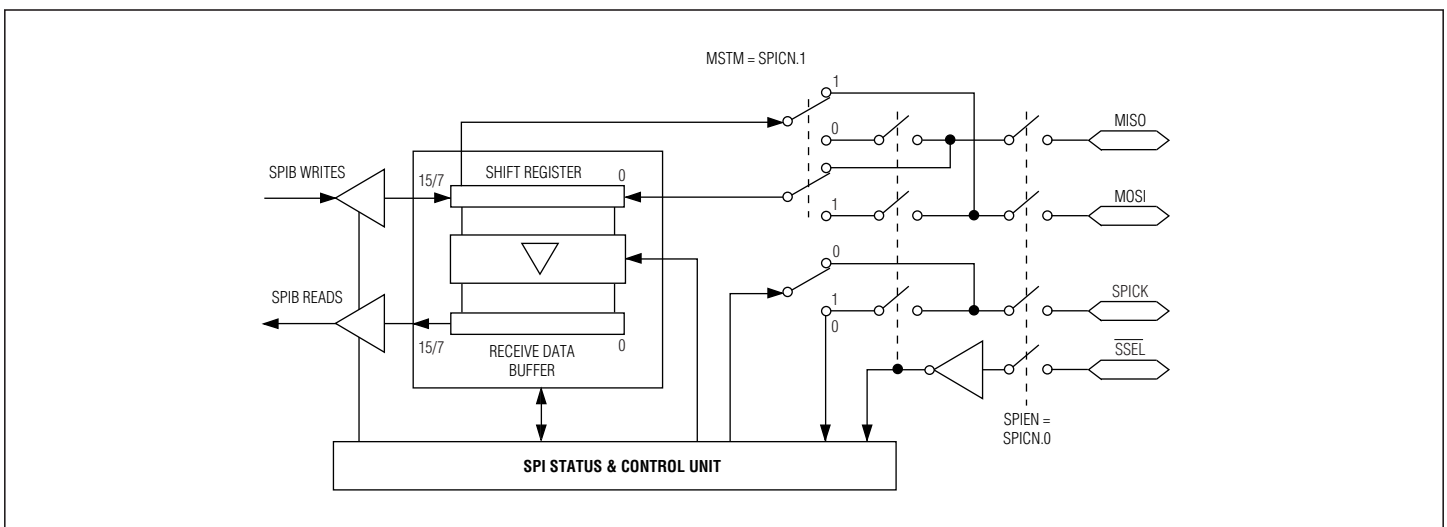 MSTM = SPICN.1
1
MISO
0
SPIB WRITES
15/7
SHIFT REGISTER
0
0
MOSI
1
0
SPIB READS
SPICK
1
0
15/7
RECEIVE DATA
BUFFER
0
SSEL
SPIEN =
SPICN.0
SPI STATUS & CONTROL UNIT